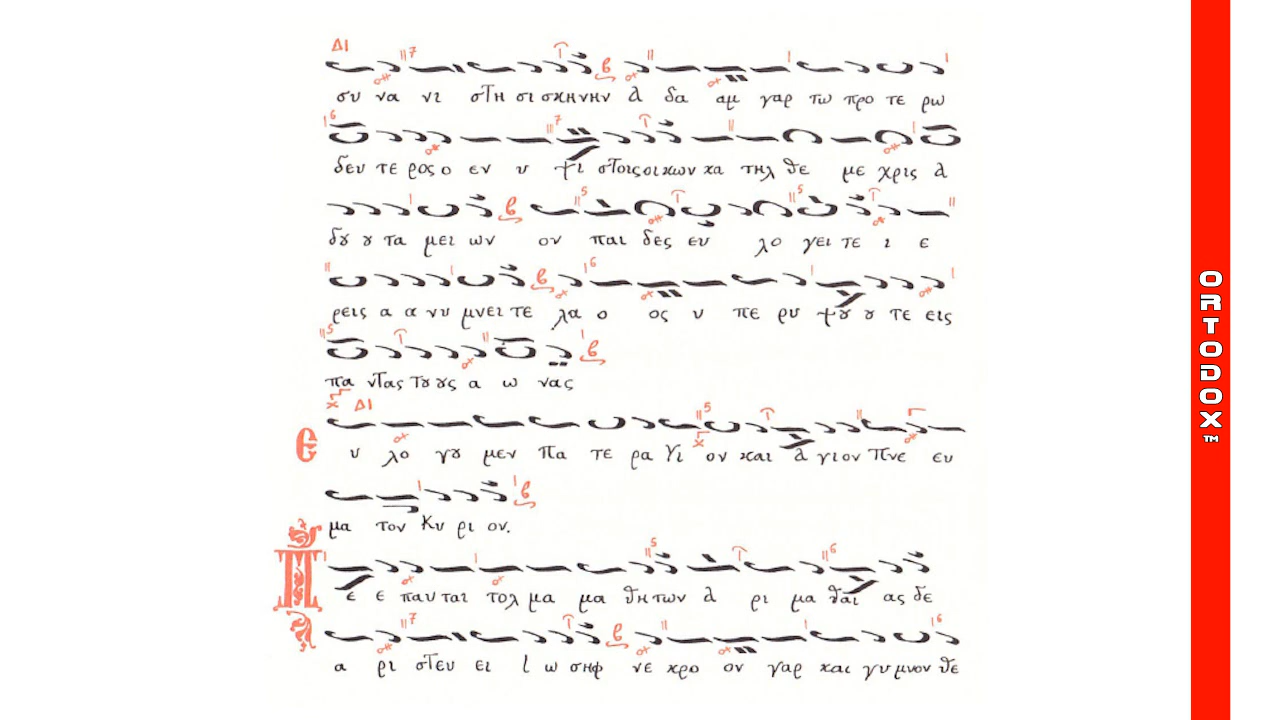 ΔΙ
συ να νι στη σι σκηνην Α δα αμ γαρ τω προ τε ρω
δευ τε ρος ο εν υ ψι στοις οι κων κα τηλ θε με χρις Α
δου ου τα μει ων ον παι δες ευ λο γει τε ι ε
ρεις α α νυ μνει τε λα ο ος υ πε ρυ ψου ου τε εις
πα ντας του ους α ω νας
ΔΙ
Ε υ λο γου μεν Πα τε ρα Υι ον και Α γιον Πνε ευ
μα τον Κυ ρι ον.
Πε ε παυ ται τολ μα μα θη των Α ρι μα θαι ας δε
α ρι στευ ει Ι ω σηφ νε κρο ον γαρ και γυ μνον θε
ORTODOX™